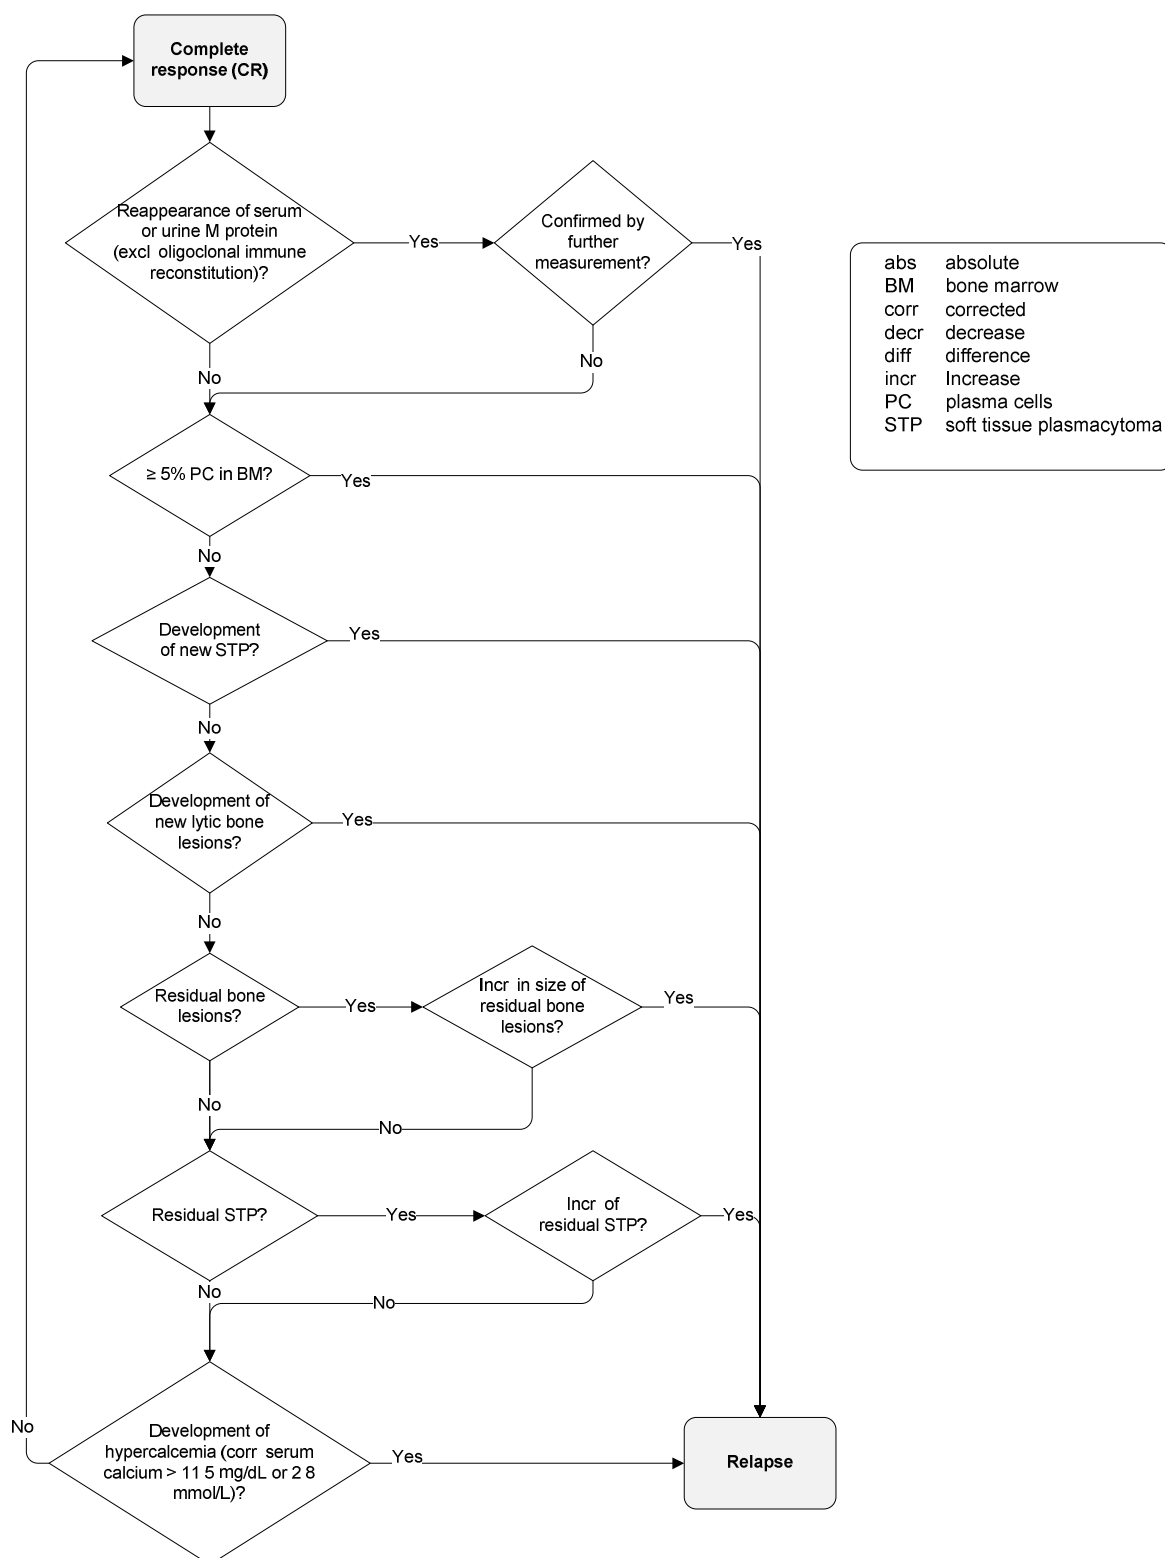 Complete
response (CR)
Reappearance of serum
or urine M protein
(excl oligoclonal immune
reconstitution)?
Yes
Confirmed by
further
measurement?
Yes
No
No
abs absolute
BM bone marrow
corr corrected
decr decrease
diff difference
incr Increase
PC plasma cells
STP soft tissue plasmacytoma
≥ 5% PC in BM?
Yes
No
Development
of new STP?
Yes
No
Development of
new lytic bone
lesions?
Yes
No
Residual bone
lesions?
Yes
Incr in size of
residual bone
lesions?
Yes
No
No
Residual STP?
Yes
Incr of
residual STP?
Yes
No
No
Development of
hypercalcemia (corr serum
calcium > 11 5 mg/dL or 2 8
mmol/L)?
No
Yes
Relapse